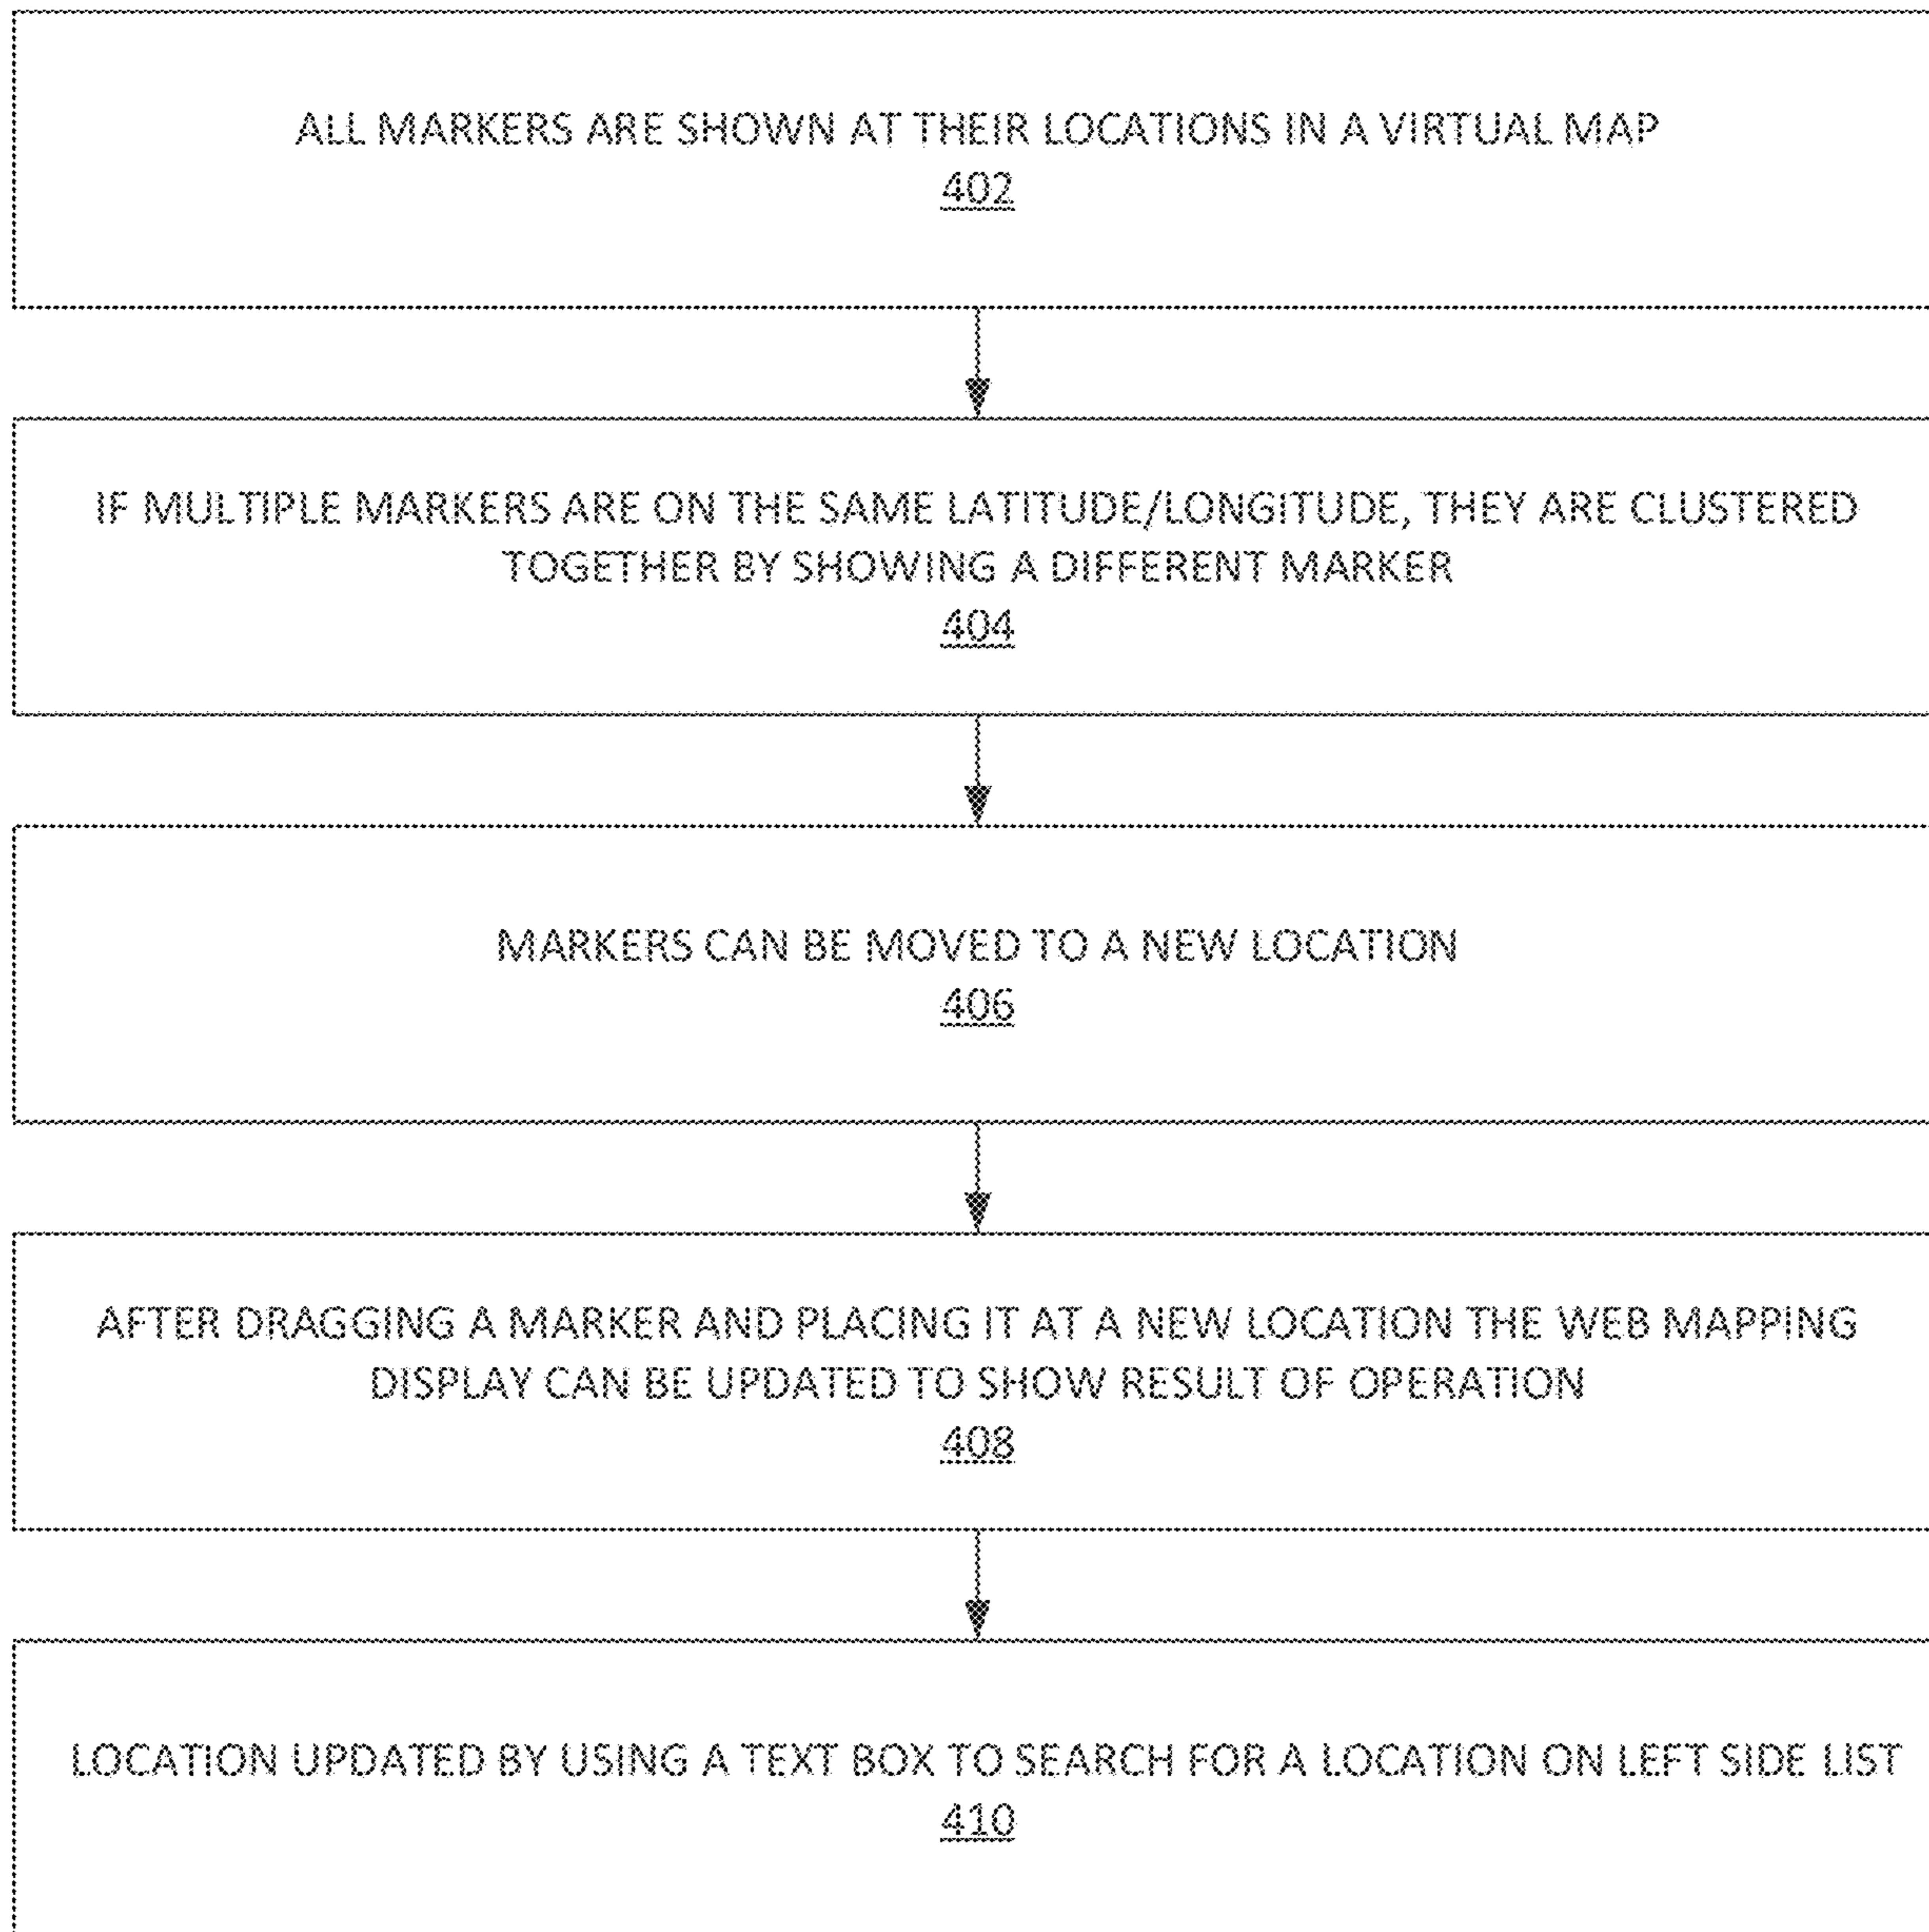 ALL MARKERS ARE SHOWN AT THEIR LOCATIONS IN A VIRTUAL MAP
402
IF MULTIPLE MARKERS ARE ON THE SAME LATITUDE/LONGITUDE, THEY ARE CLUSTERED
TOGETHER BY SHOWING A DIFFERENT MARKER
404
MARKERS CAN BE MOVED TO A NEW LOCATION
406
AFTER DRAGGING A MARKER AND PLACING IT AT A NEW LOCATION THE WEB MAPPING
DISPLAY CAN BE UPDATED TO SHOW RESULT OF OPERATION
408
LOCATION UPDATED BY USING A TEXT BOX TO SEARCH FOR A LOCATION ON LEFT SIDE LIST
410